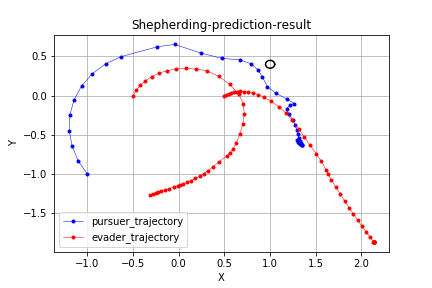 Shepherding-prediction-result
0.5
0.0
−0.5
−1.0
−1.5
Y
pursuer_trajectory
evader_trajectory
−1.0 −0.5 0.0 0.5 1.0 1.5 2.0
X